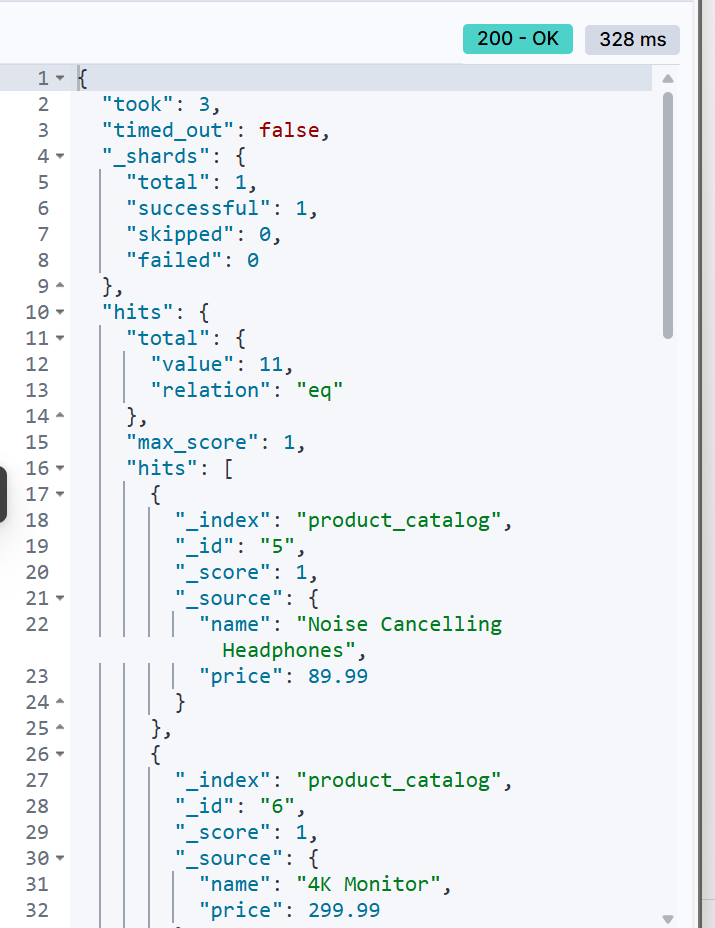 200 - OK 328 ms
1 {
2 "took": 3,
3 "timed_out": false,
4 "_shards": {
5 "total": 1,
6 "successful": 1,
7 "skipped": 0,
8 "failed": 0
9 },
10 "hits": {
11 "total": {
12 "value": 11,
13 "relation": "eq"
14 },
15 "max_score": 1,
16 "hits": [
17 {
18 "_index": "product_catalog",
19 "_id": "5",
20 "_score": 1,
21 "_source": {
22 "name": "Noise Cancelling
Headphones",
23 "price": 89.99
24 }
25 },
26 {
27 "_index": "product_catalog",
28 "_id": "6",
29 "_score": 1,
30 "_source": {
31 "name": "4K Monitor",
32 "price": 299.99